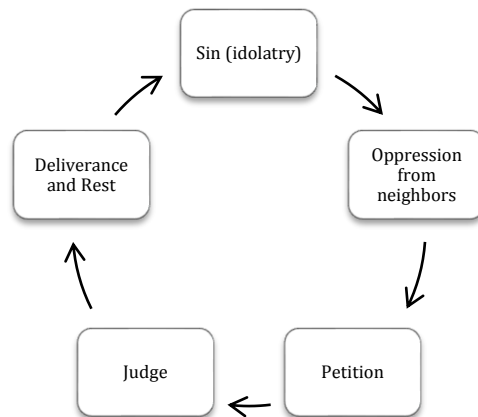 Sin (idolatry)
Oppression
from
neighbors
Petition
Judge
Deliverance
and Rest